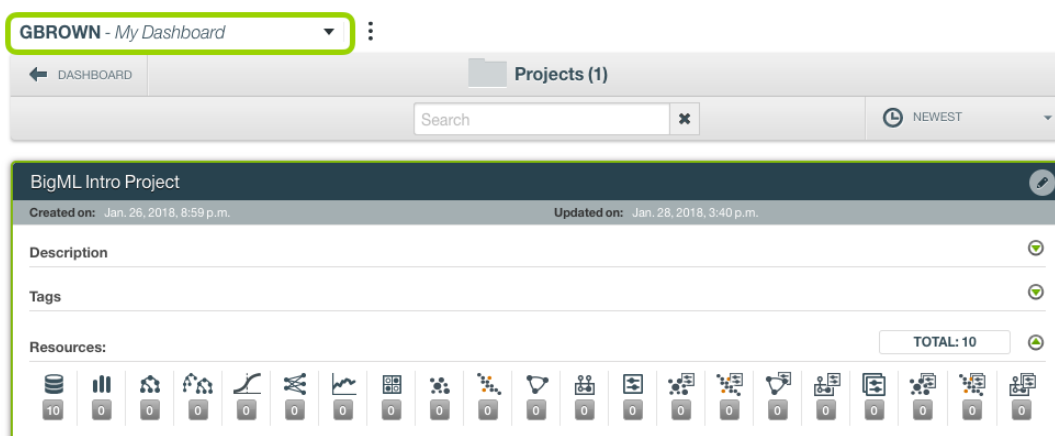 GBROWN - My Dashboard
DASHBOARD
Projects (1)
Search
NEWEST
BigML Intro Project
Created on: Jan. 26, 2018, 8:59 p.m.
Updated on: Jan. 28, 2018, 3:40 p.m.
Description
Tags
Resources:
TOTAL: 10
10 0 0 0 0 0 0 0 0 0 0 0 0 0 0 0 0 0 0 0 0